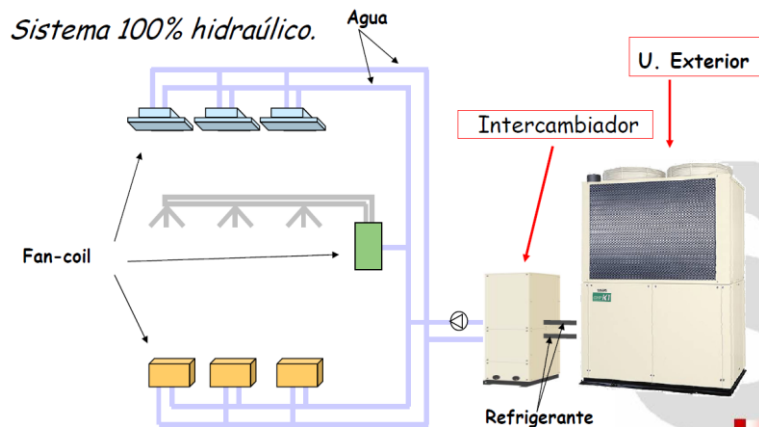 Sistema 100% hidraúlico.
Agua
U. Exterior
Intercambiador
Fan-coil
Refrigerante